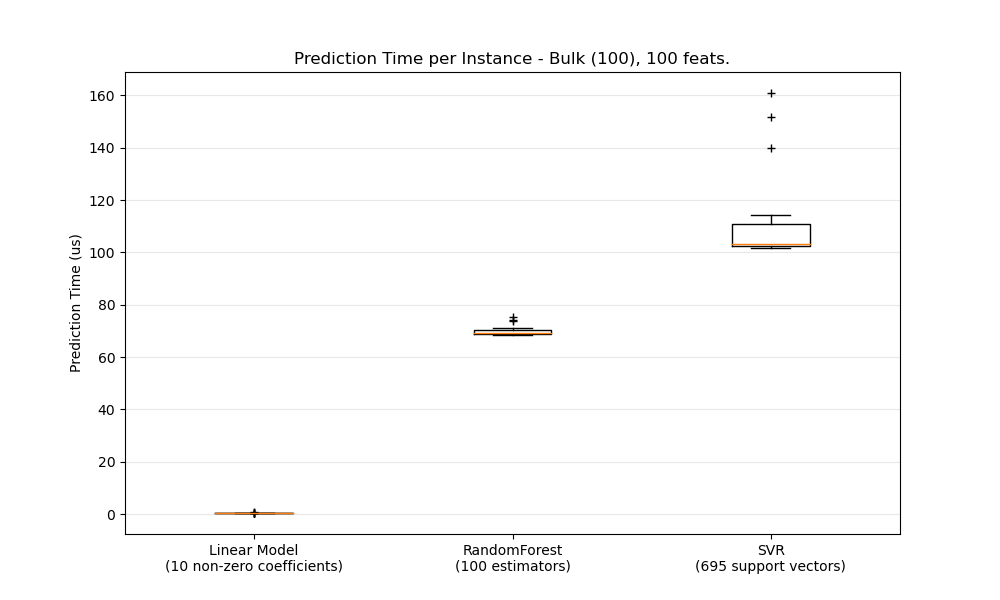 Prediction Time per Instance - Bulk (100), 100 feats.
Prediction Time (us)
160
140
120
100
80
60
40
20
0
Linear Model
(10 non-zero coefficients)
RandomForest
(100 estimators)
SVR
(695 support vectors)